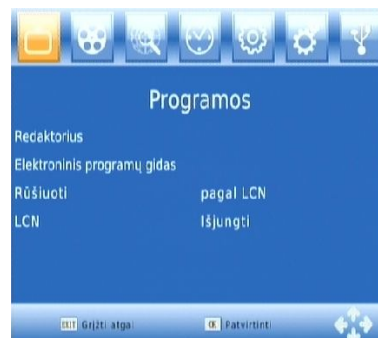 Programos
Redaktorius
Elektroninis programų gidas
Rūšiuoti pagal LCN
LCN Išjungti
EXIT Grįžti atgal OK Patvirtinti